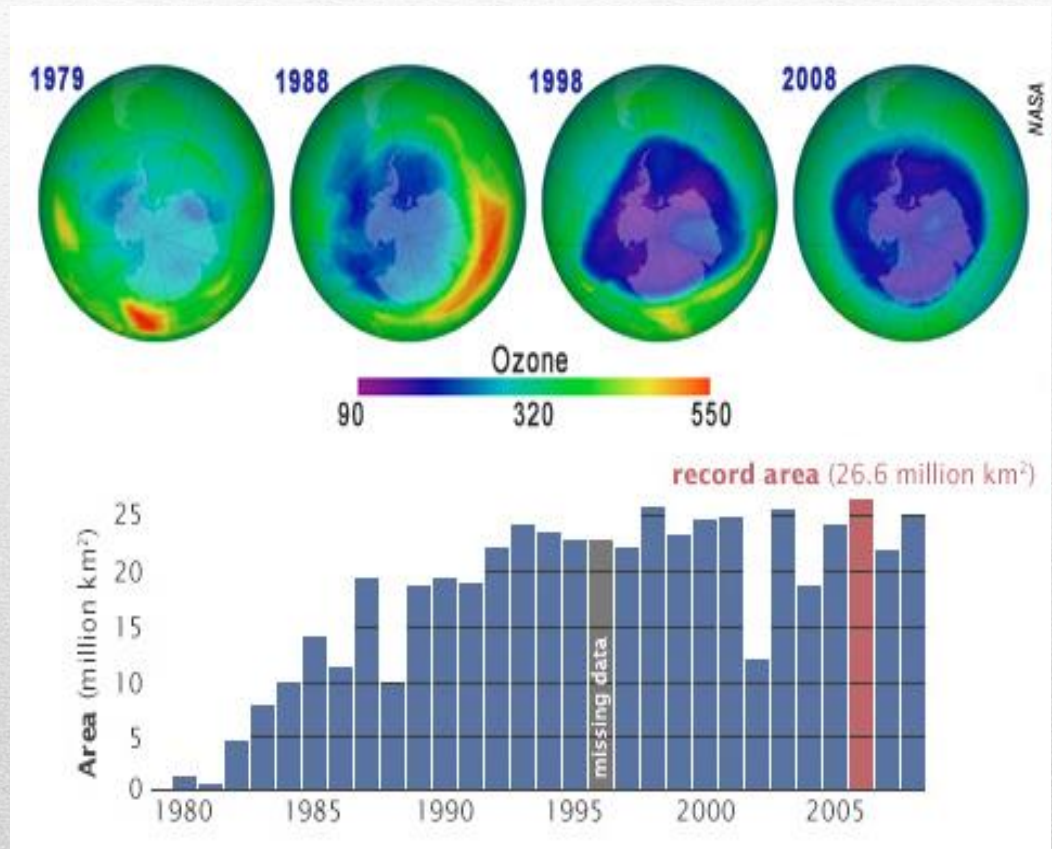 1979 1988 1998 2008
NASA
Ozone
90 320 550
record area (26.6 million km²)
Area (million km²)
25
20
15
10
5
0
missing data
1980 1985 1990 1995 2000 2005